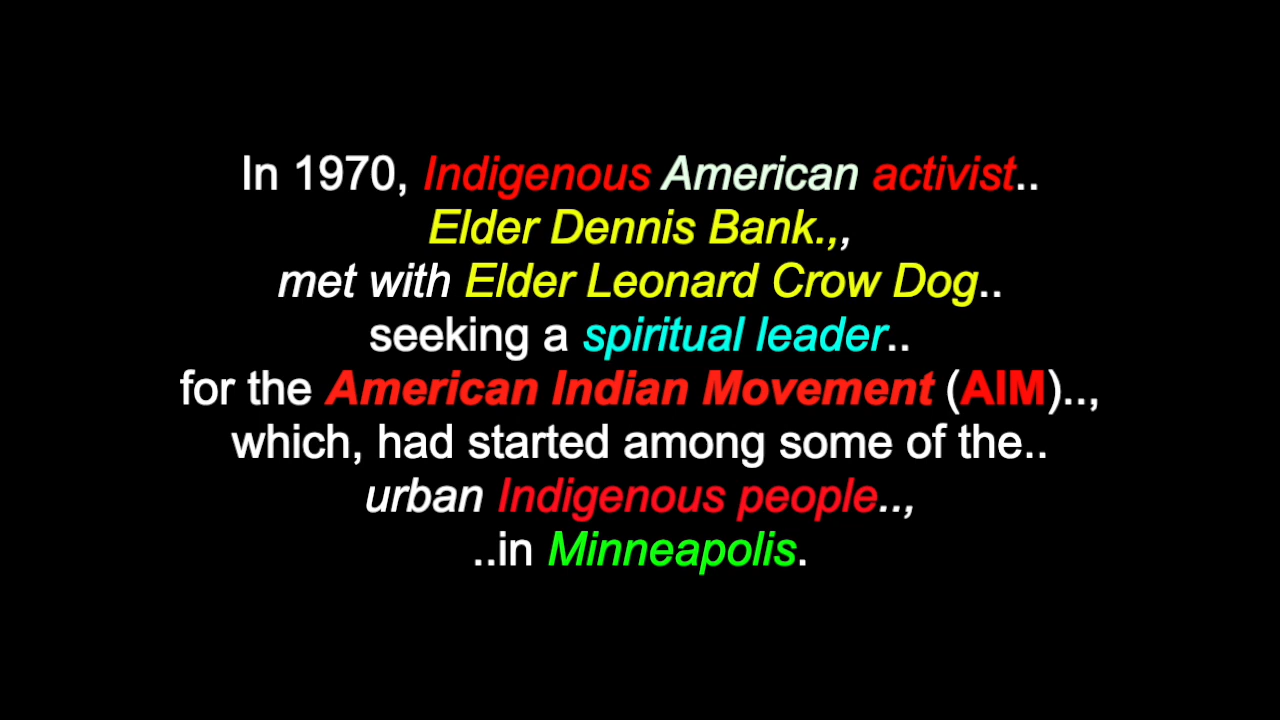 In 1970, Indigenous American activist..
Elder Dennis Bank.,,
met with Elder Leonard Crow Dog..
seeking a spiritual leader..
for the American Indian Movement (AIM)..,
which, had started among some of the..
urban Indigenous people..,
..in Minneapolis.